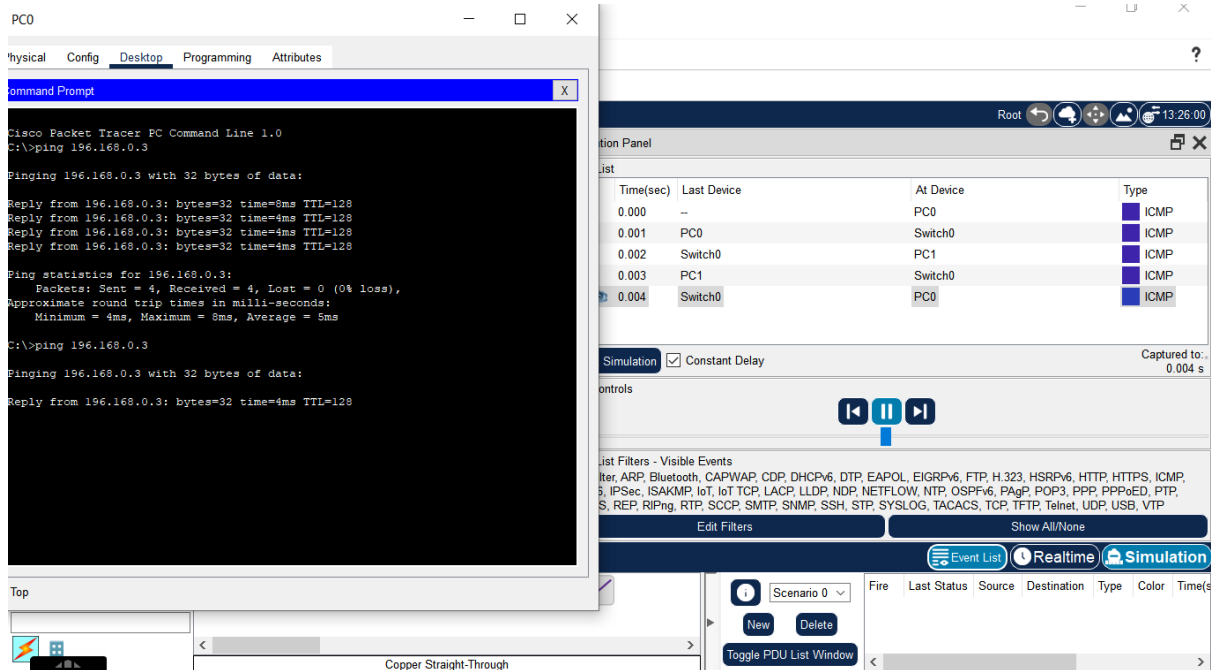 PC0
Physical Config Desktop Programming Attributes
Command Prompt
X
Cisco Packet Tracer PC Command Line 1.0
C:\>ping 196.168.0.3
Pinging 196.168.0.3 with 32 bytes of data:
Reply from 196.168.0.3: bytes=32 time=8ms TTL=128
Reply from 196.168.0.3: bytes=32 time=4ms TTL=128
Reply from 196.168.0.3: bytes=32 time=4ms TTL=128
Reply from 196.168.0.3: bytes=32 time=4ms TTL=128
Ping statistics for 196.168.0.3:
Packets: Sent = 4, Received = 4, Lost = 0 (0% loss),
Approximate round trip times in milli-seconds:
Minimum = 4ms, Maximum = 8ms, Average = 5ms
C:\>ping 196.168.0.3
Pinging 196.168.0.3 with 32 bytes of data:
Reply from 196.168.0.3: bytes=32 time=4ms TTL=128
Top
?
Root 13:26:00
tion Panel
List
Time(sec) Last Device At Device Type
0.000 -- PC0 ICMP
0.001 PC0 Switch0 ICMP
0.002 Switch0 PC1 ICMP
0.003 PC1 Switch0 ICMP
0.004 Switch0 PC0 ICMP
Simulation Constant Delay Captured to:
0.004 s
ontrols
List Filters - Visible Events
lter, ARP, Bluetooth, CAPWAP, CDP, DHCPv6, DTP, EAPOL, EIGRPv6, FTP, H.323, HSRPv6, HTTP, HTTPS, ICMP,
6, IPSec, ISAKMP, IoT, IoT TCP, LACP, LLDP, NDP, NETFLOW, NTP, OSPFv6, PAgP, POP3, PPP, PPPoED, PTP,
S, REP, RIPng, RTP, SCCP, SMTP, SNMP, SSH, STP, SYSLOG, TACACS, TCP, TFTP, Telnet, UDP, USB, VTP
Edit Filters Show All/None
Event List Realtime Simulation
Scenario 0
New Delete
Toggle PDU List Window
Fire Last Status Source Destination Type Color Time(s
Copper Straight-Through